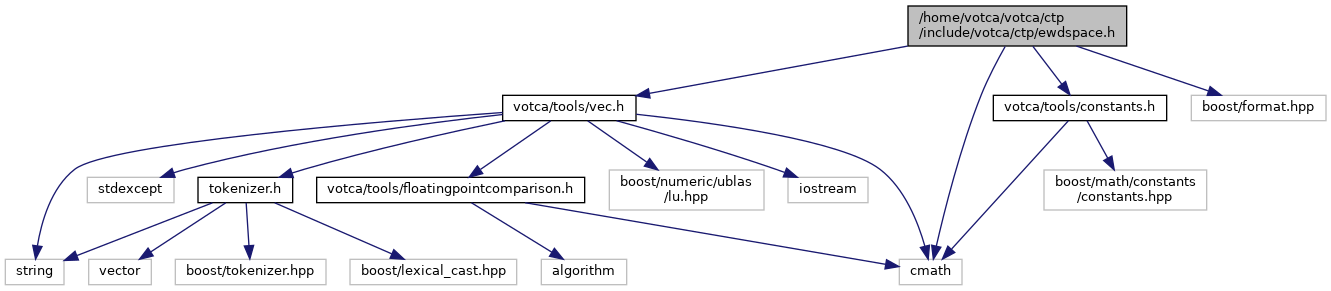 /home/votca/votca/ctp
/include/votca/ctp/ewdspace.h
votca/tools/vec.h
votca/tools/constants.h
boost/format.hpp
stdexcept
tokenizer.h
votca/tools/floatingpointcomparison.h
boost/numeric/ublas
/lu.hpp
iostream
boost/math/constants
/constants.hpp
string
vector
boost/tokenizer.hpp
boost/lexical_cast.hpp
algorithm
cmath